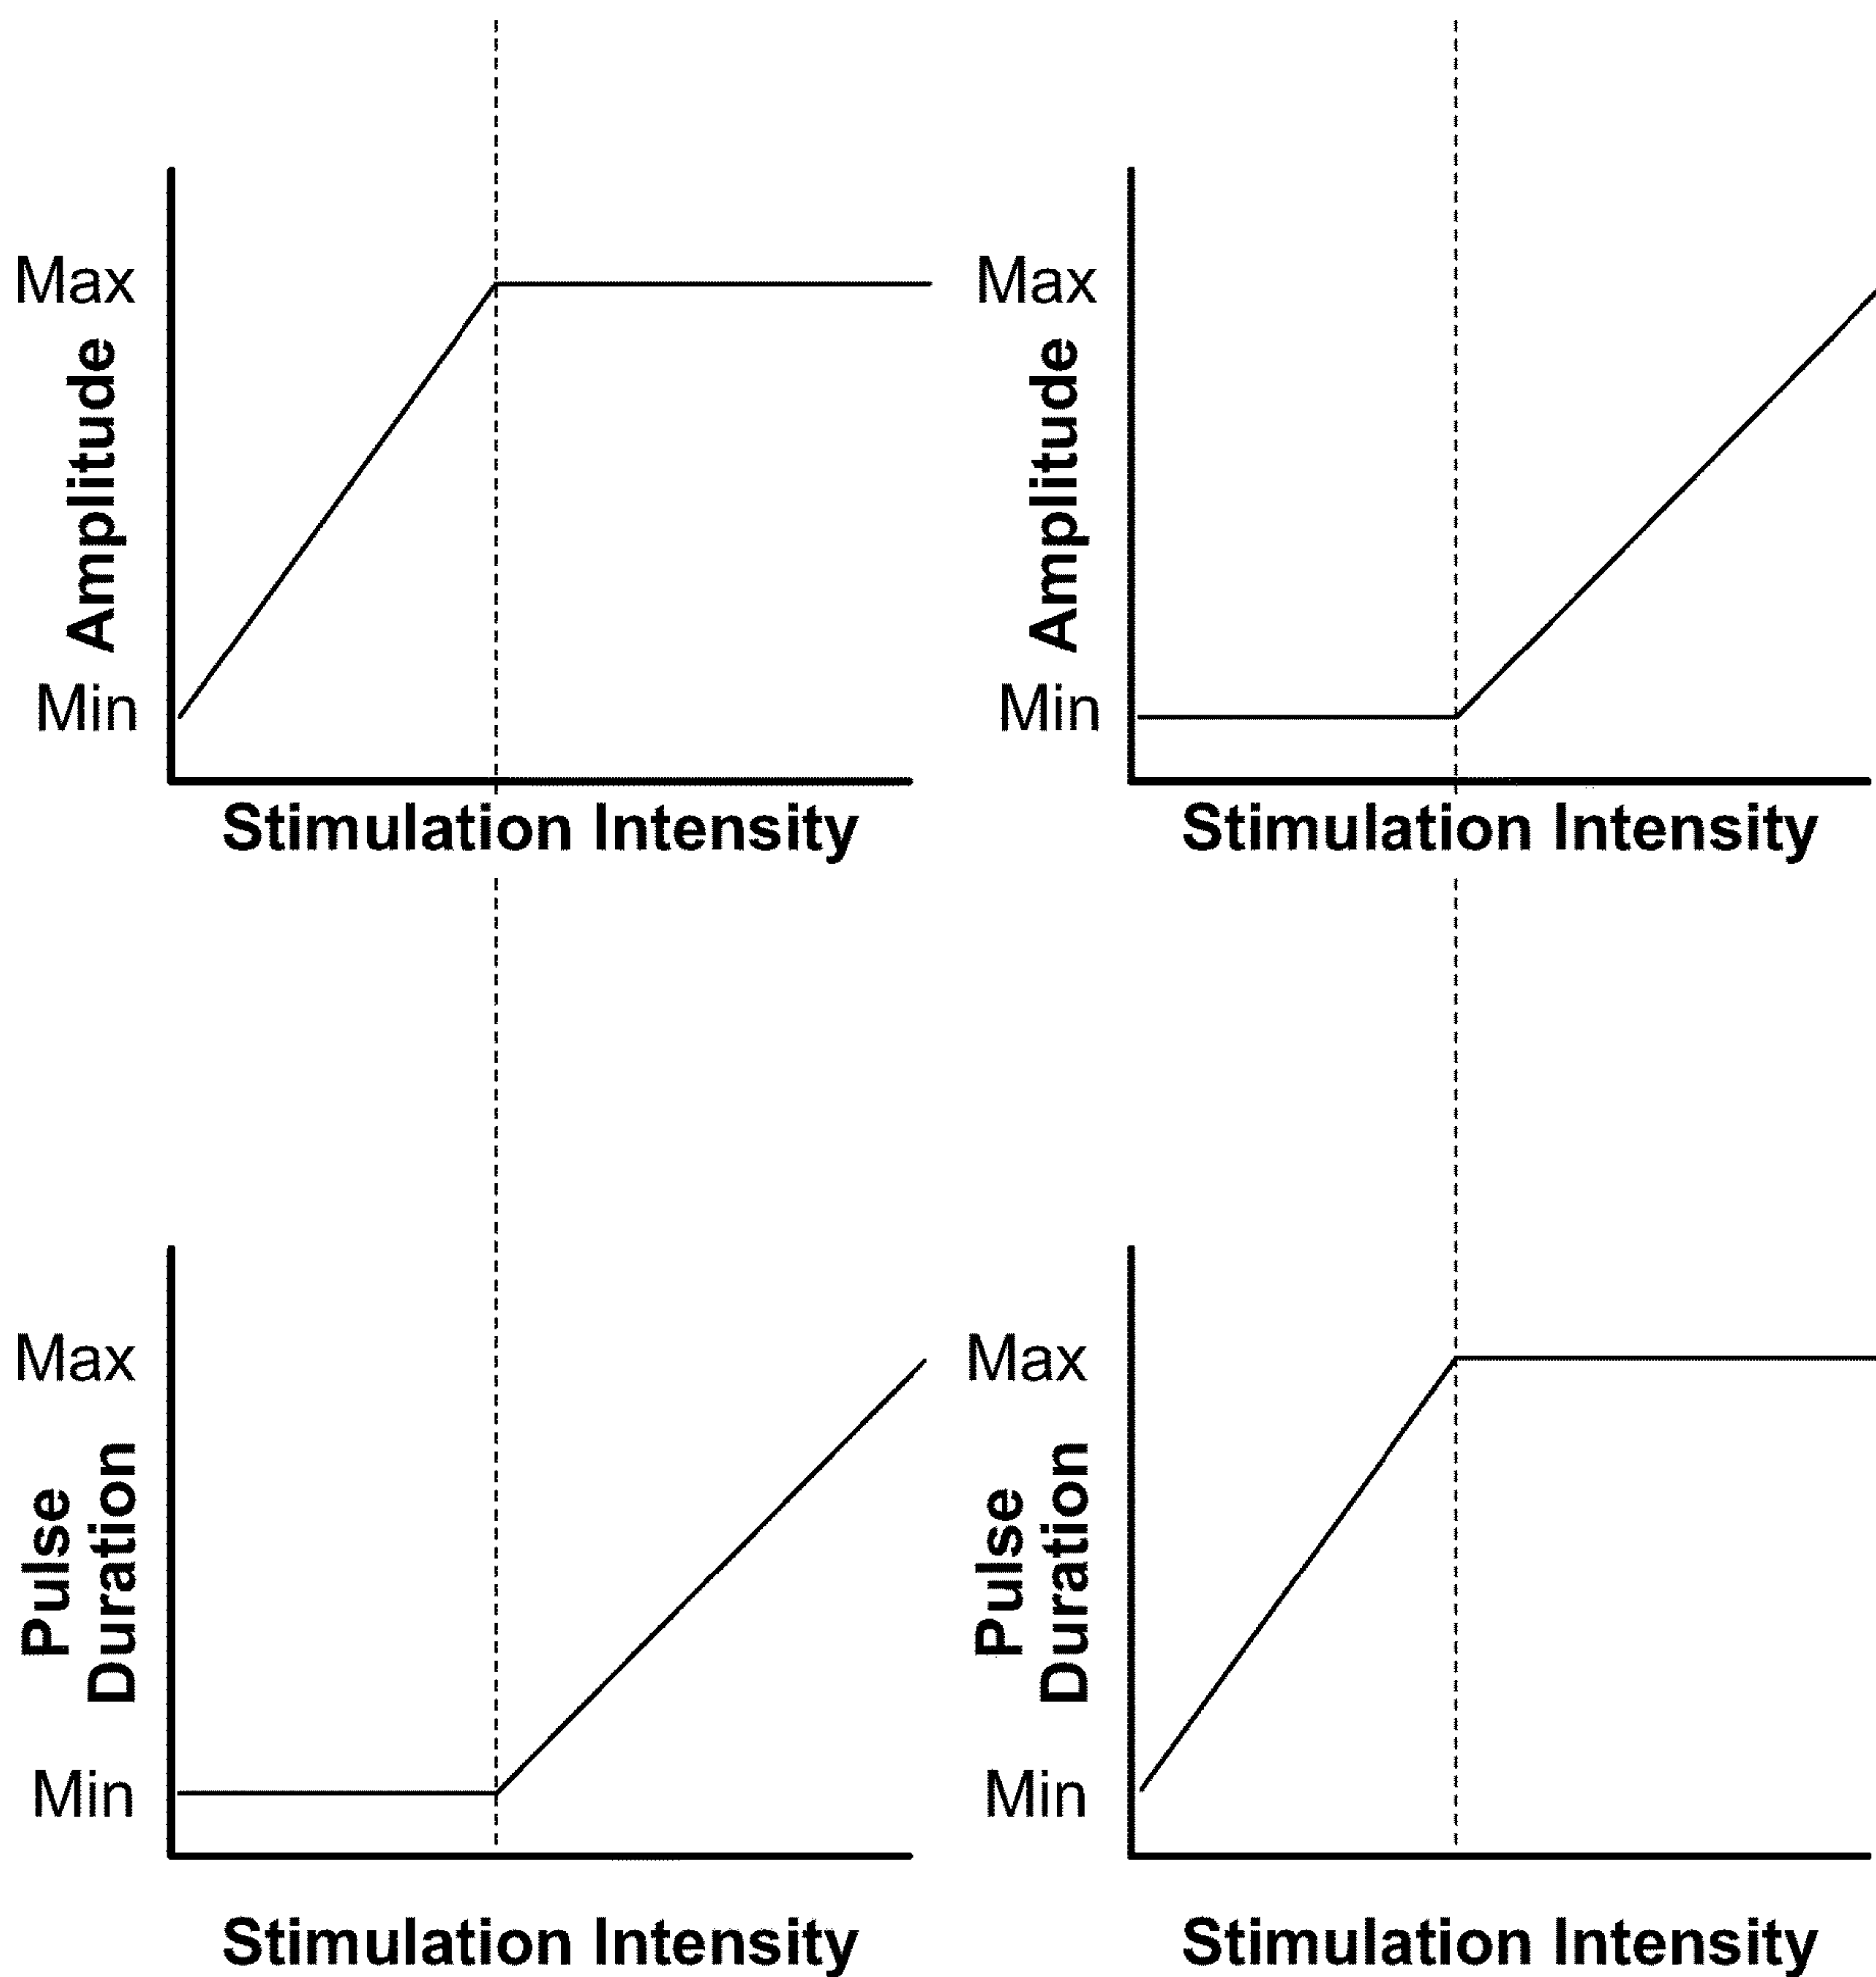 Max
Amplitude
Min
Stimulation Intensity
Max
Amplitude
Min
Stimulation Intensity
Max
Pulse
Duration
Min
Stimulation Intensity
Max
Pulse
Duration
Min
Stimulation Intensity